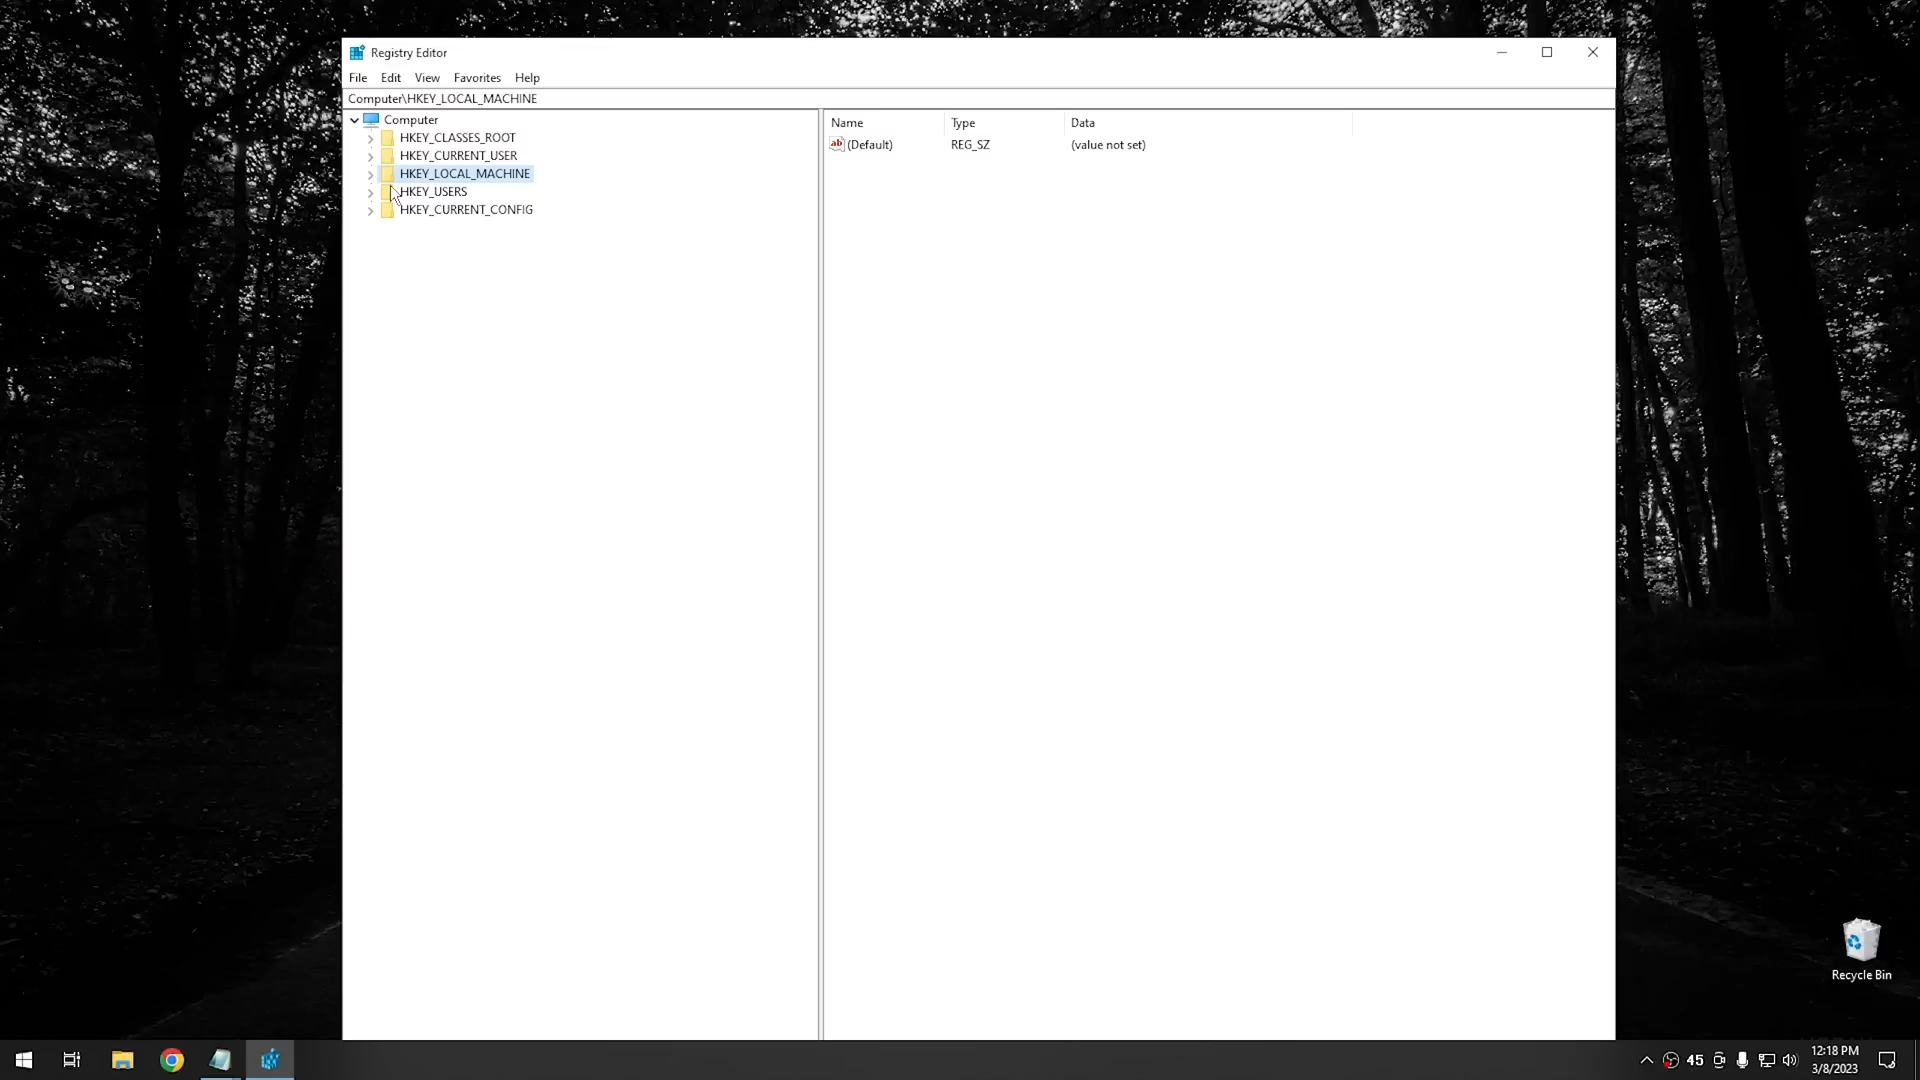 Registry Editor
File Edit View Favorites Help
Computer\HKEY_LOCAL_MACHINE
Computer
HKEY_CLASSES_ROOT
HKEY_CURRENT_USER
HKEY_LOCAL_MACHINE
HKEY_USERS
HKEY_CURRENT_CONFIG
Name Type Data
ab (Default) REG_SZ (value not set)
Recycle Bin
45
12:18 PM
3/8/2023